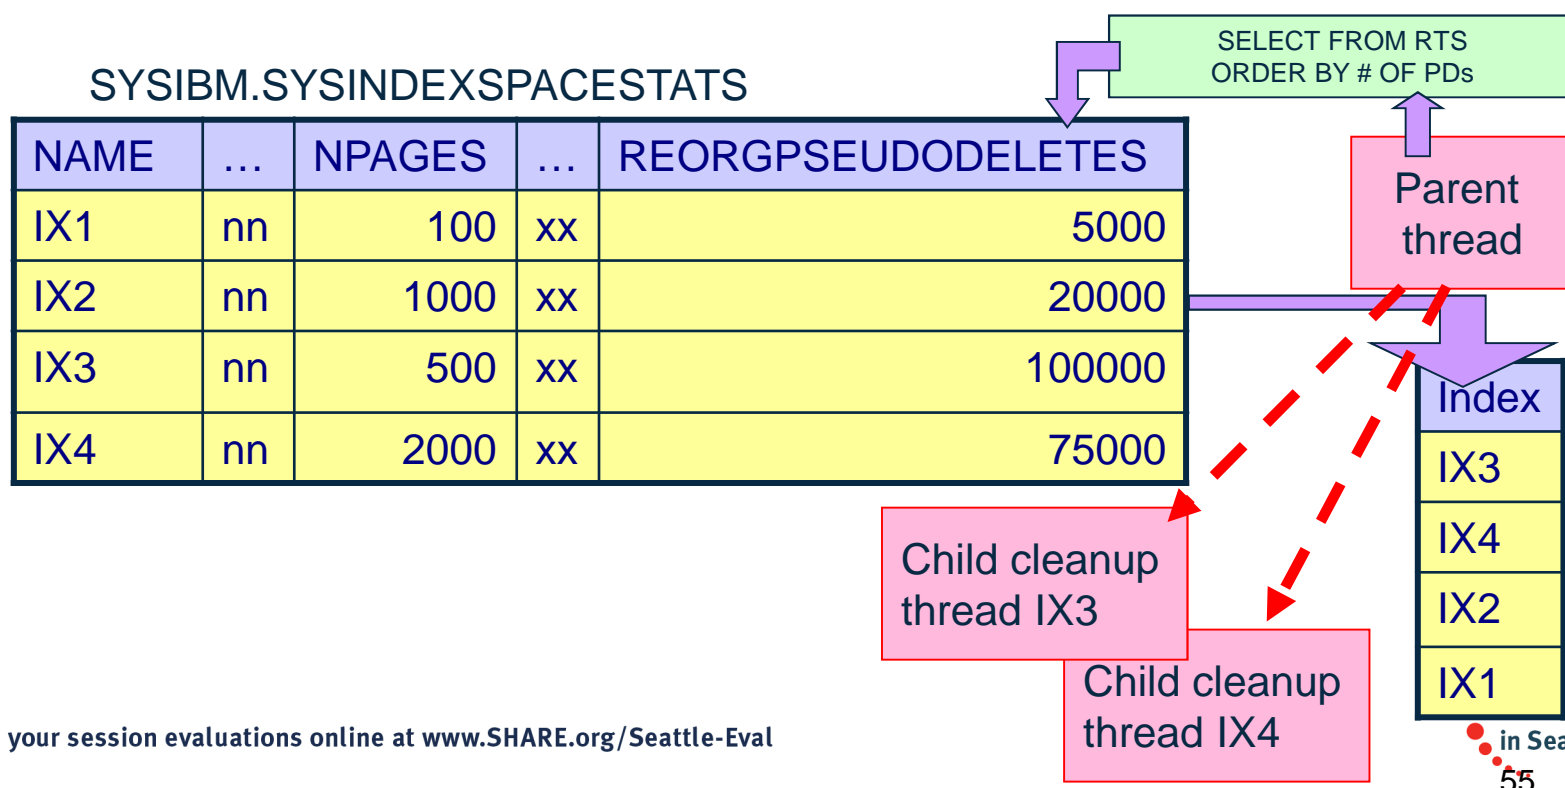 SELECT FROM RTS
ORDER BY # OF PDs
SYSIBM.SYSINDEXSPACESTATS
NAME … NPAGES … REORGPSEUDODELETES
IX1 nn 100 xx 5000
IX2 nn 1000 xx 20000
IX3 nn 500 xx 100000
IX4 nn 2000 xx 75000
Parent
thread
Index
IX3
IX4
IX2
IX1
Child cleanup
thread IX3
Child cleanup
thread IX4
your session evaluations online at www.SHARE.org/Seattle-Eval
in Sea
55